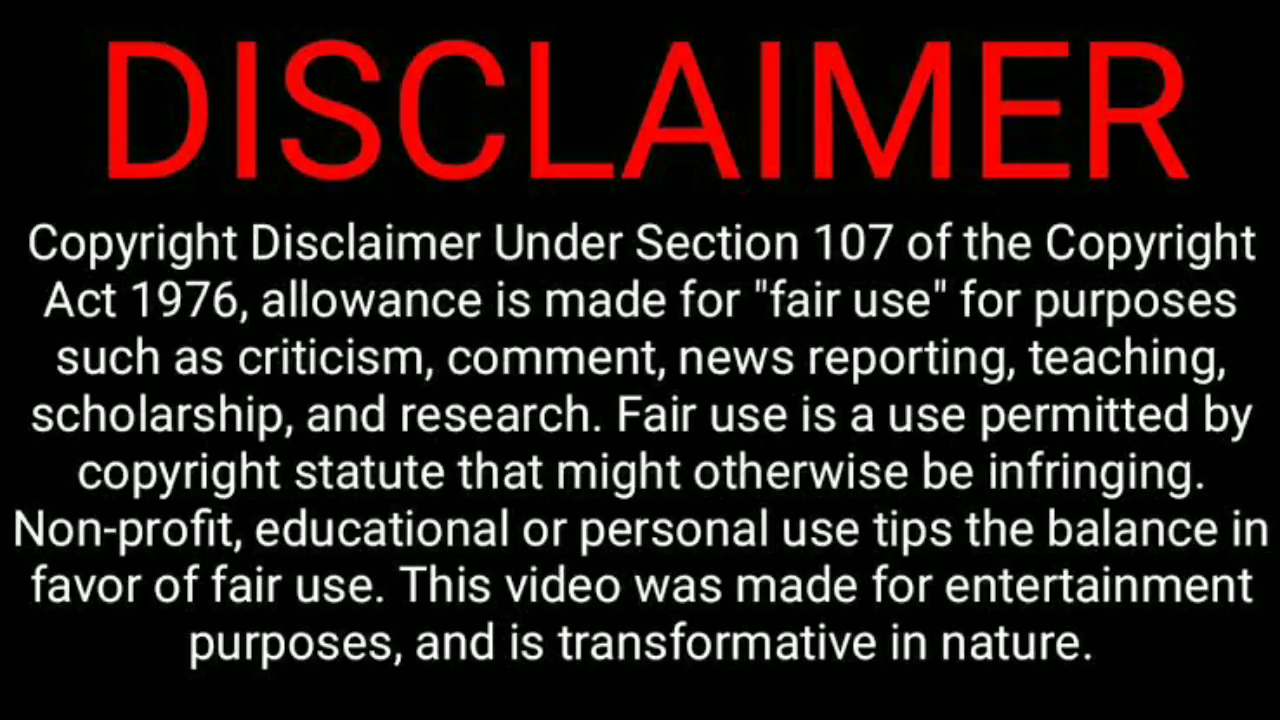 DISCLAIMER
Copyright Disclaimer Under Section 107 of the Copyright
Act 1976, allowance is made for "fair use" for purposes
such as criticism, comment, news reporting, teaching,
scholarship, and research. Fair use is a use permitted by
copyright statute that might otherwise be infringing.
Non-profit, educational or personal use tips the balance in
favor of fair use. This video was made for entertainment
purposes, and is transformative in nature.